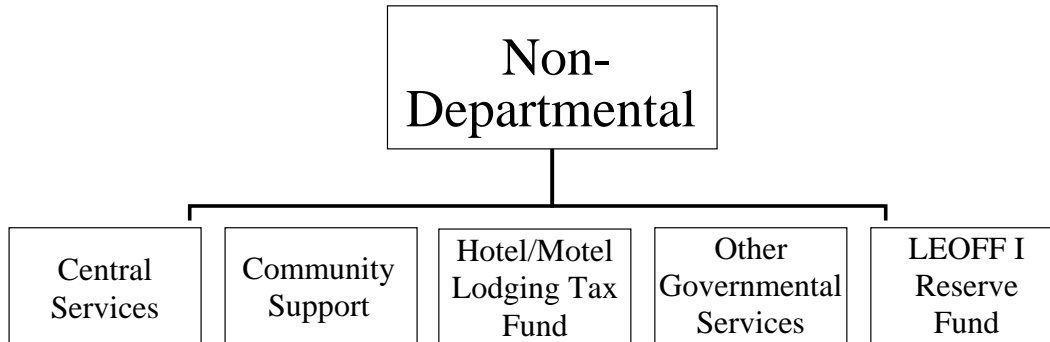 Non-
Departmental
Central
Services
Community
Support
Hotel/Motel
Lodging Tax
Fund
Other
Governmental
Services
LEOFF I
Reserve
Fund